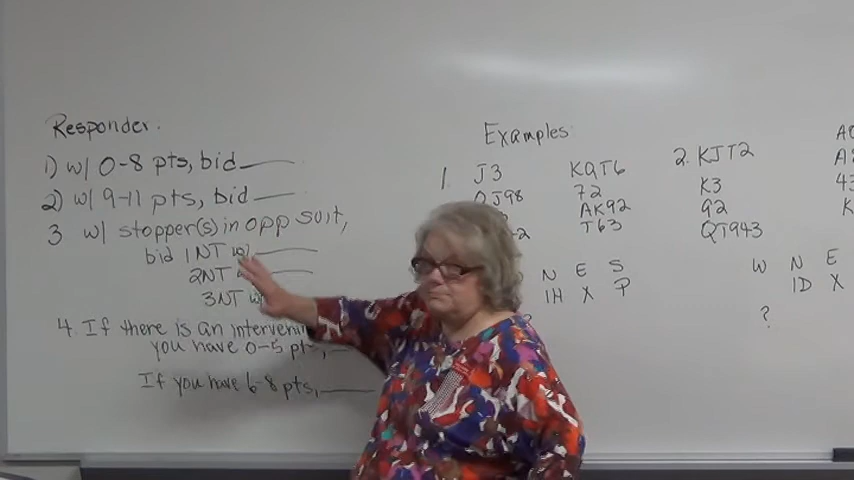 Responder.
1) w/ 0-8 pts, bid
2) w/ 9-11 pts, bid
3 w/ stopper(s) in opp suit,
bid 1NT w/
2NT
3NT w/
4. If there is an
you have 0-5 pts,
If you have 6-8 pts,
Examples:
1. J3 KQT6
QJ98 72
AK92
T63
N E S
1H X P
2. KJT2
K3
92
QT943
W N E
1D X
?